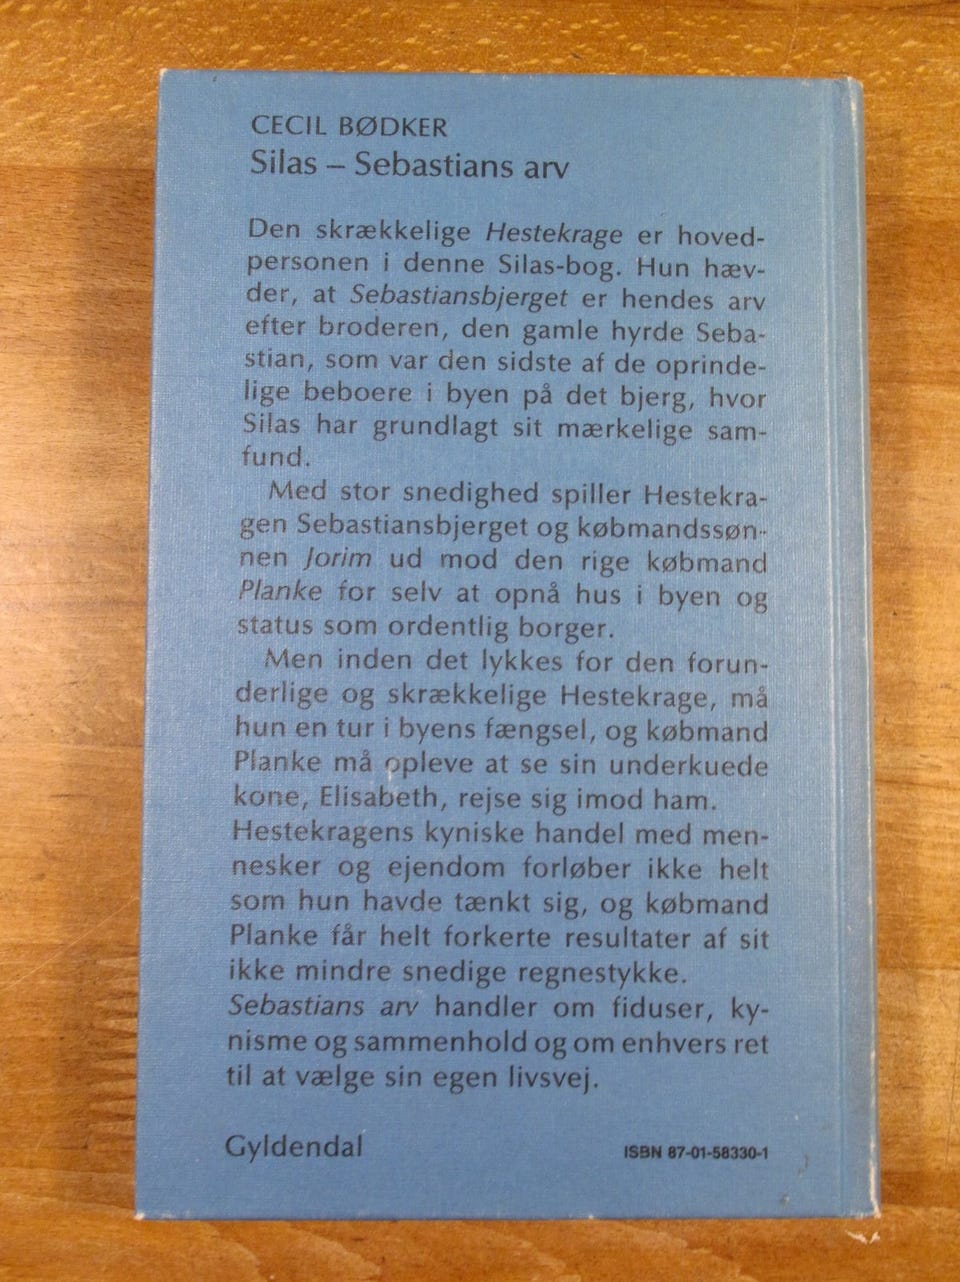 CECIL BØDKER
Silas – Sebastians arv
Den skrækkelige Hestekrage er hoved-
personen i denne Silas-bog. Hun hæv-
der, at Sebastiansbjerget er hendes arv
efter broderen, den gamle hyrde Seba-
stian, som var den sidste af de oprinde-
lige beboere i byen på det bjerg, hvor
Silas har grundlagt sit mærkelige sam-
fund.
Med stor snedighed spiller Hestekra-
gen Sebastiansbjerget og købmandssøn-
nen Jorim ud mod den rige købmand
Planke for selv at opnå hus i byen og
status som ordentlig borger.
Men inden det lykkes for den forun-
derlige og skrækkelige Hestekrage, må
hun en tur i byens fængsel, og købmand
Planke må opleve at se sin underkuede
kone, Elisabeth, rejse sig imod ham.
Hestekragens kyniske handel med men-
nesker og ejendom forløber ikke helt
som hun havde tænkt sig, og købmand
Planke får helt forkerte resultater af sit
ikke mindre snedige regnestykke.
Sebastians arv handler om fiduser, ky-
nisme og sammenhold og om enhvers ret
til at vælge sin egen livsvej.
Gyldendal
ISBN 87-01-58330-1